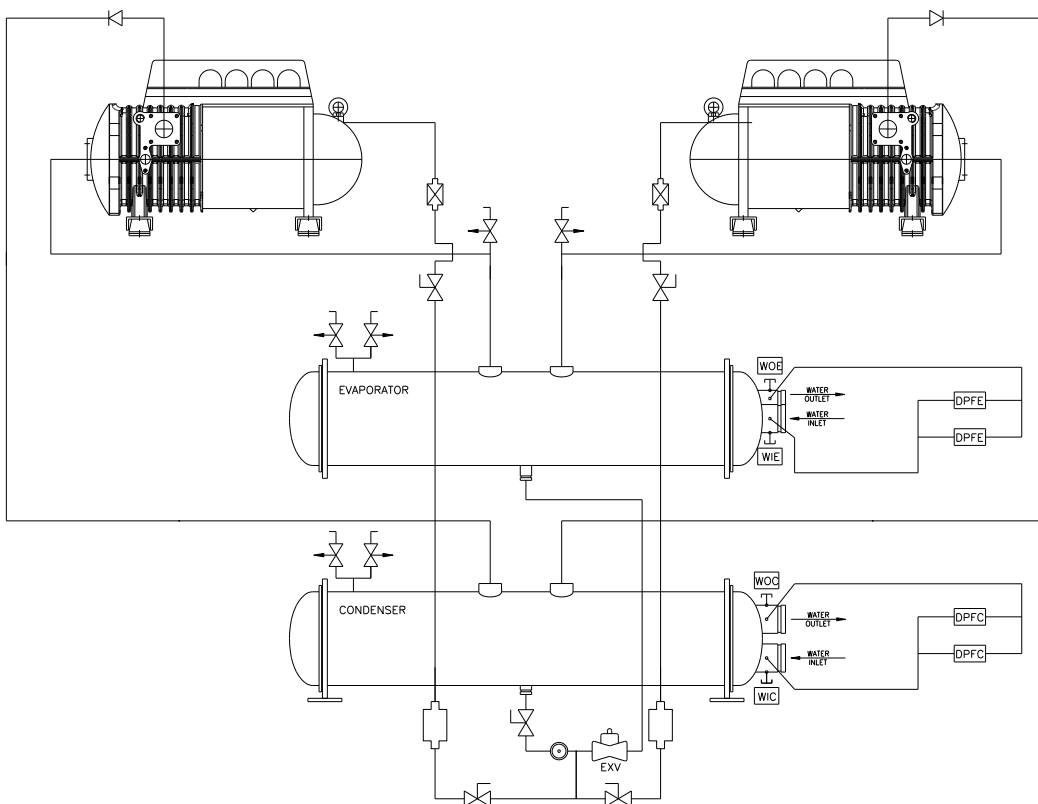 EVAPORATOR
WOE
WATER
OUTLET
WATER
INLET
WIE
DPFE
DPFE
CONDENSER
WOC
WATER
OUTLET
WATER
INLET
WIC
DPFC
DPFC
EXV